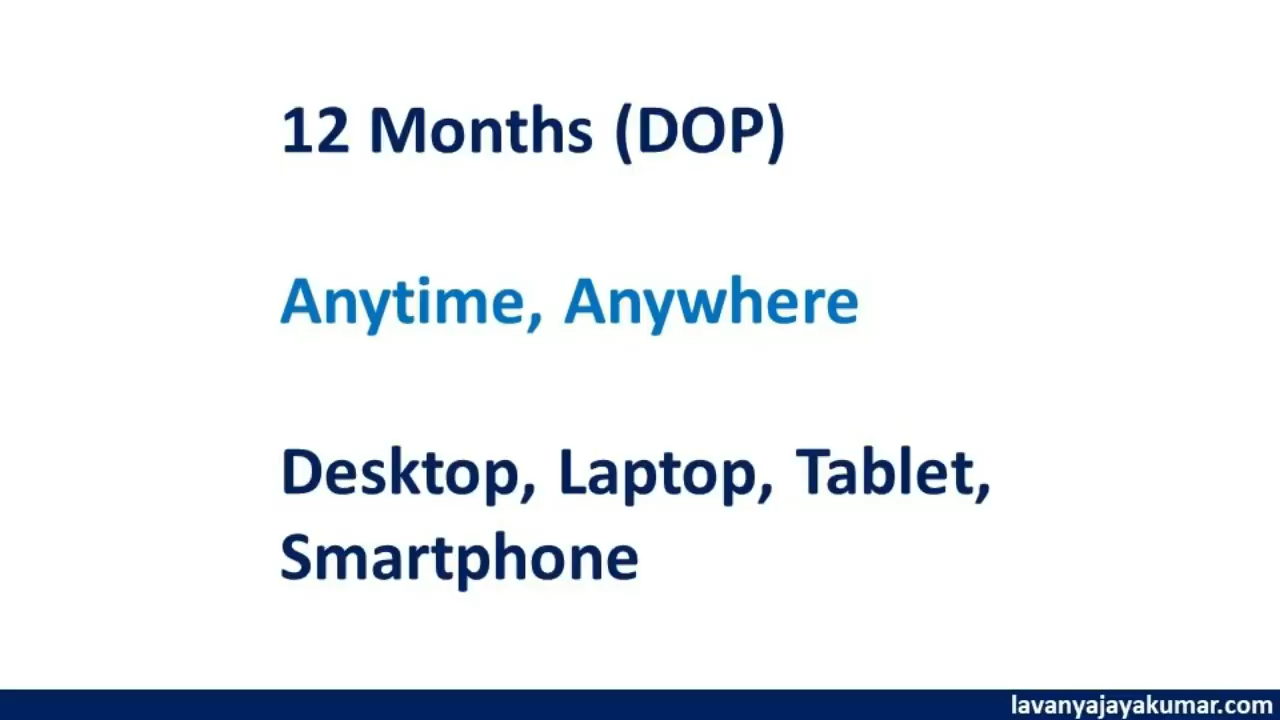 12 Months (DOP)
Anytime, Anywhere
Desktop, Laptop, Tablet,
Smartphone
lavanyajayakumar.com